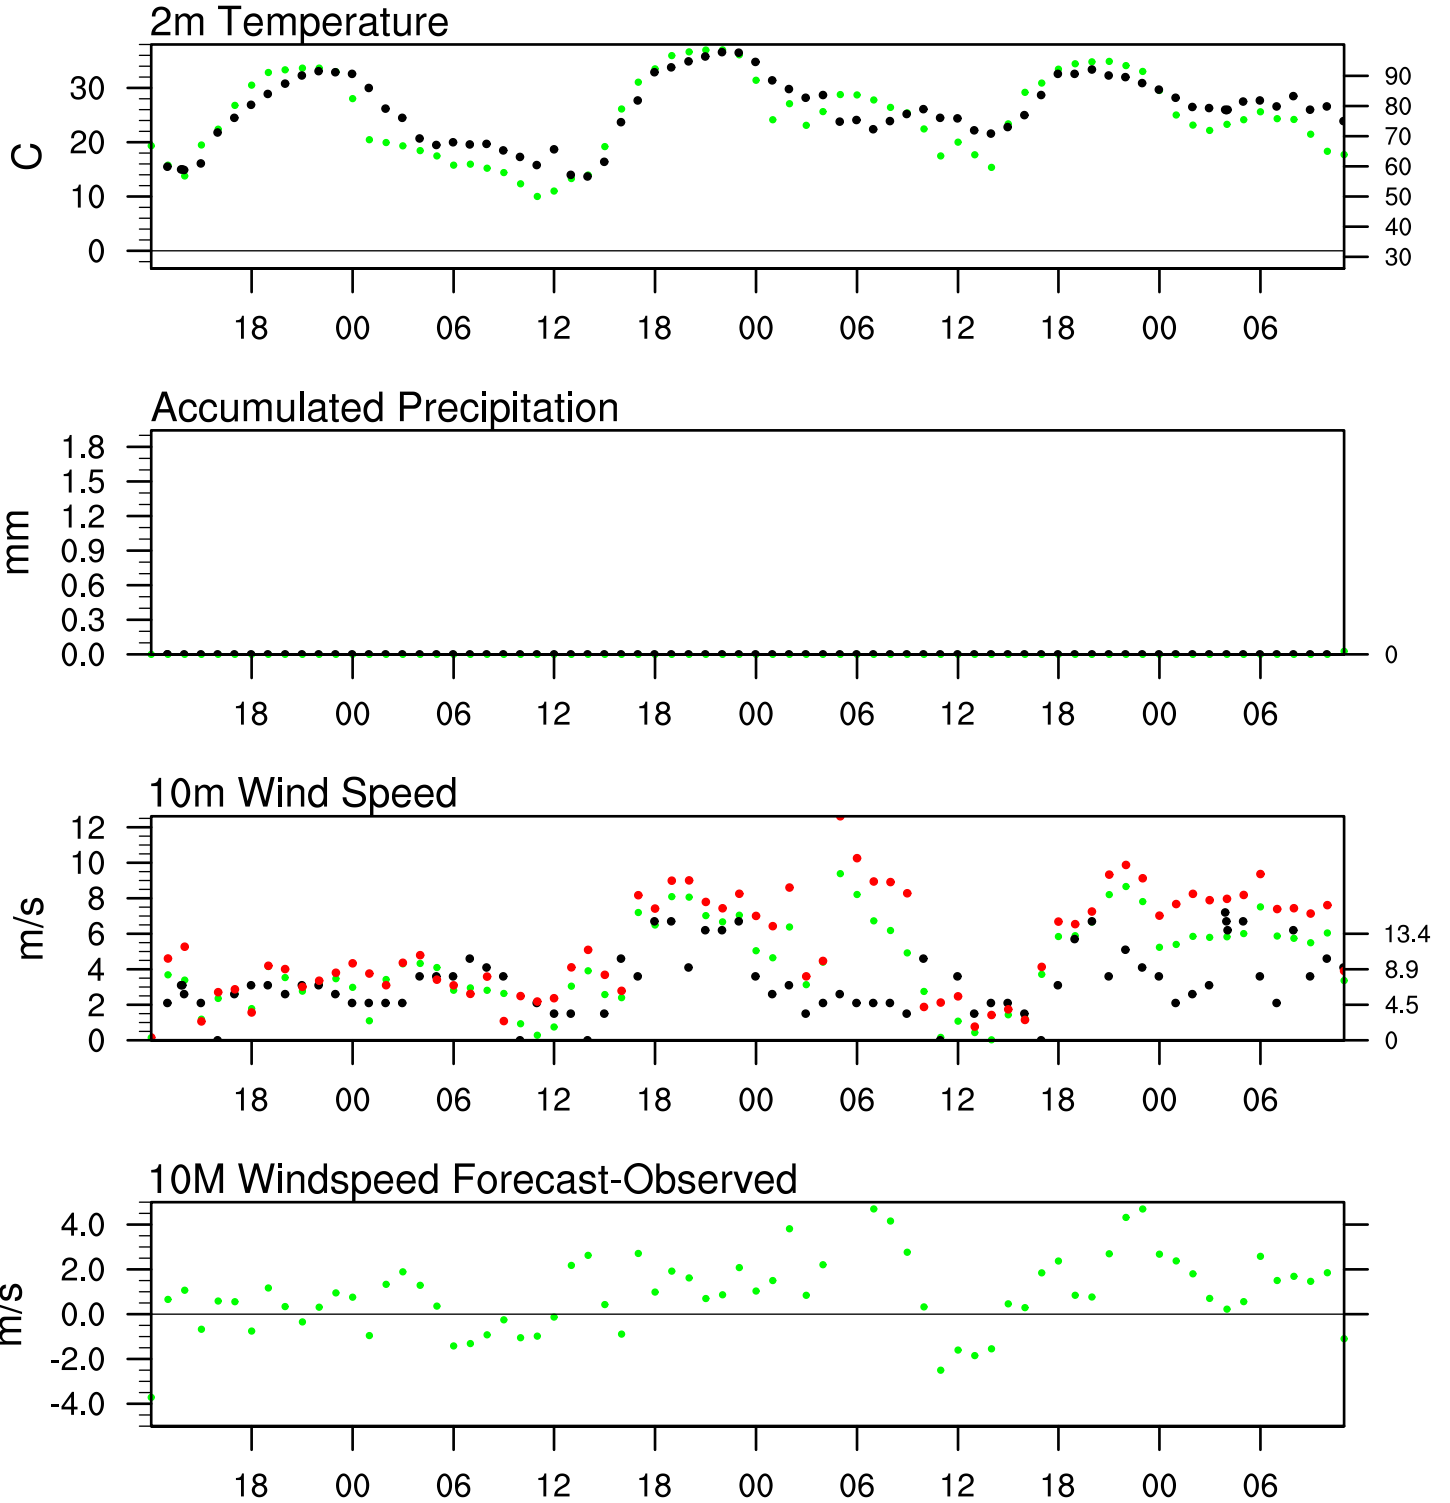 2m Temperature
C
30
20
10
0
90
80
70
60
50
40
30
18 00 06 12 18 00 06 12 18 00 06
Accumulated Precipitation
mm
1.8
1.5
1.2
0.9
0.6
0.3
0.0
0
18 00 06 12 18 00 06 12 18 00 06
10m Wind Speed
m/s
12
10
8
6
4
2
0
13.4
8.9
4.5
0
18 00 06 12 18 00 06 12 18 00 06
10M Windspeed Forecast-Observed
m/s
4.0
2.0
0.0
-2.0
-4.0
18 00 06 12 18 00 06 12 18 00 06